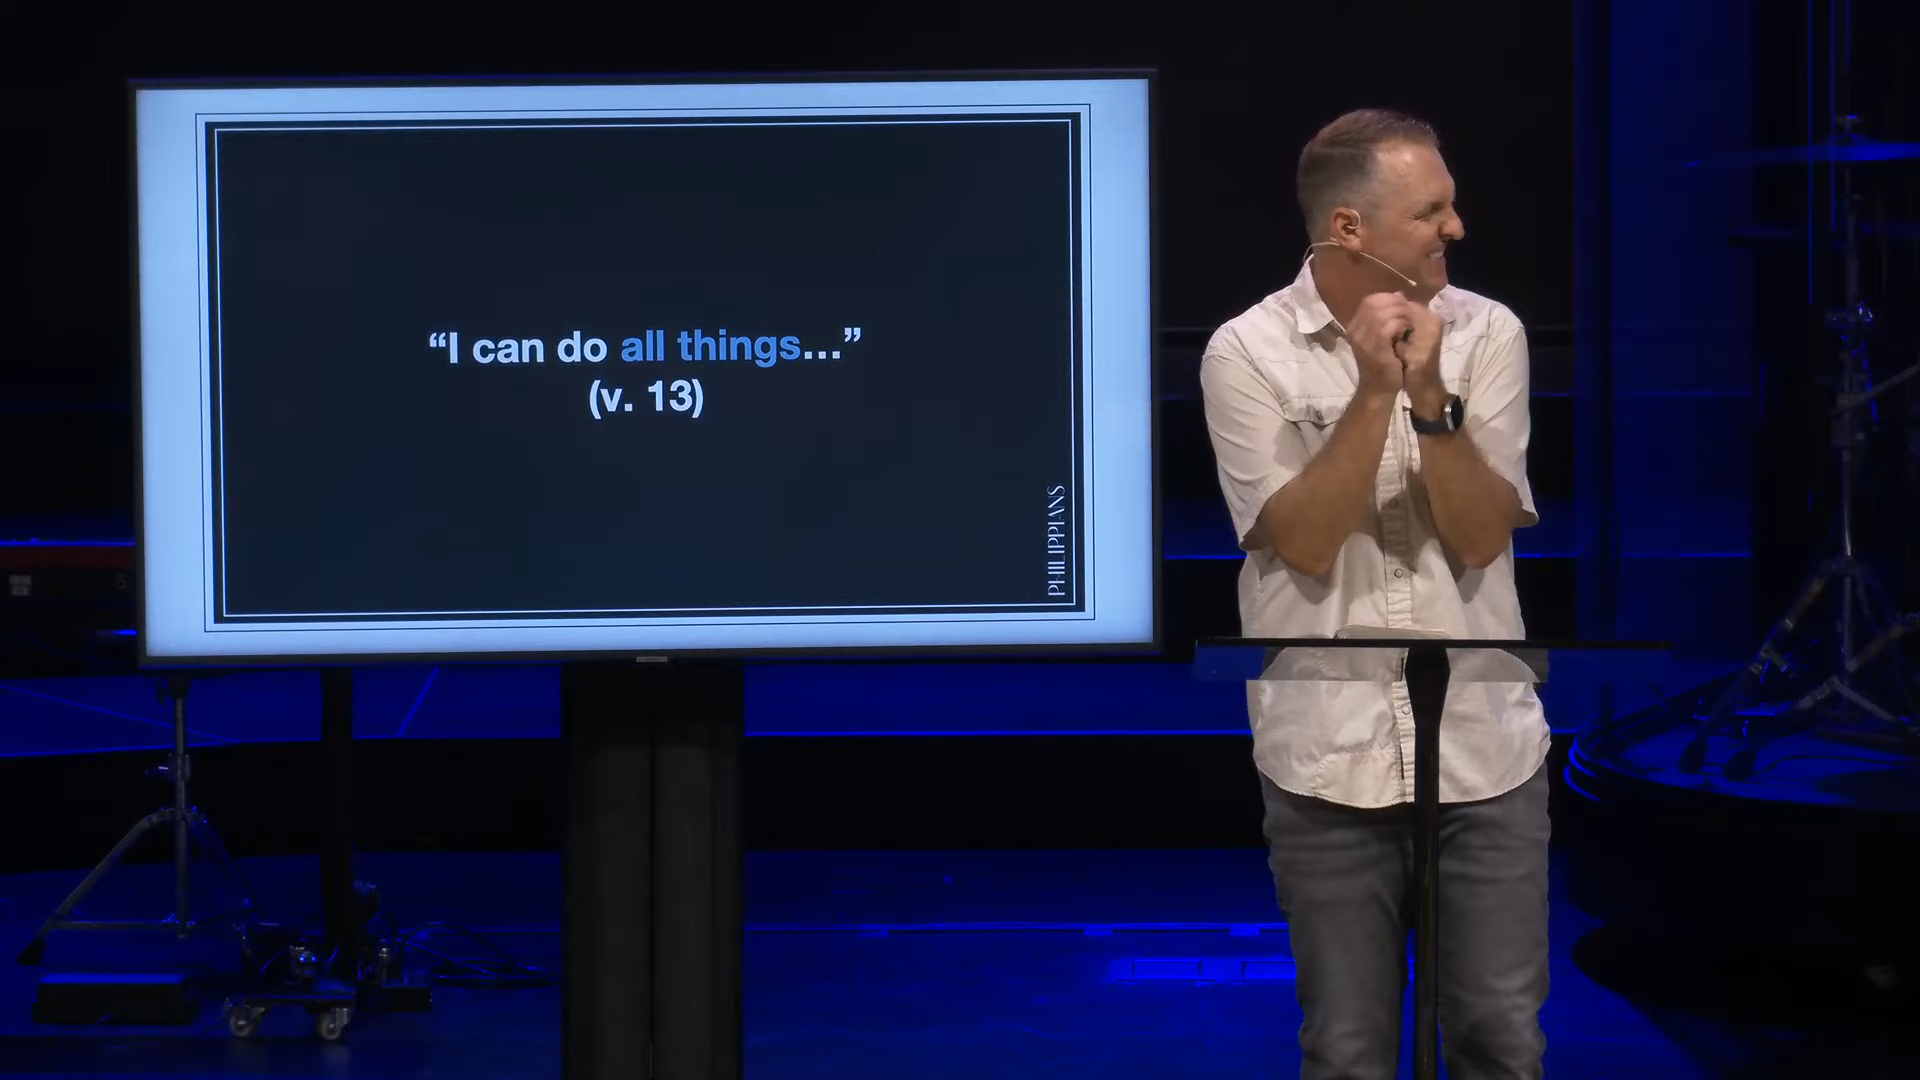 “I can do all things...”
(v. 13)
PHILIPPIANS